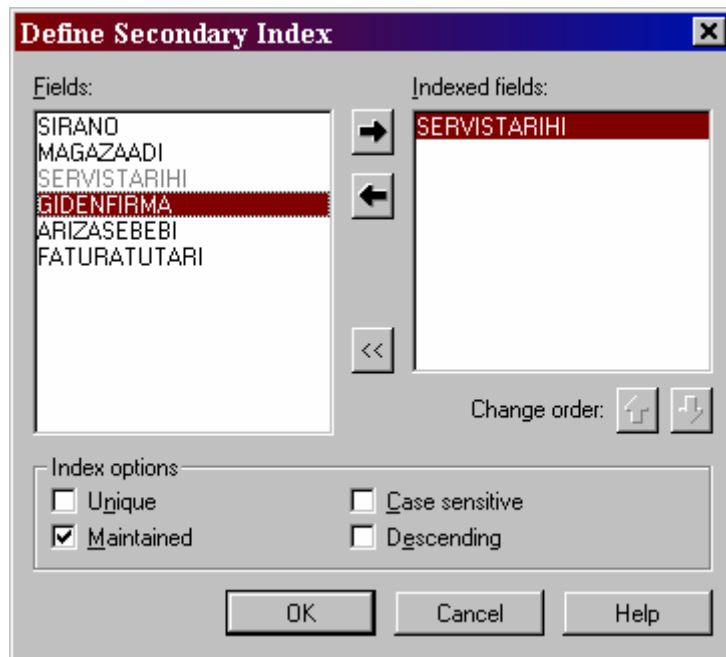 Define Secondary Index
Fields:
SIRANO
MAGAZAADI
SERVISTARIHI
GIDENFIRMA
ARIZASEBEBI
FATURATUTARI
<<
Indexed fields:
SERVISTARIHI
Change order:
Index options
Unique
Maintained
Case sensitive
Descending
OK Cancel Help